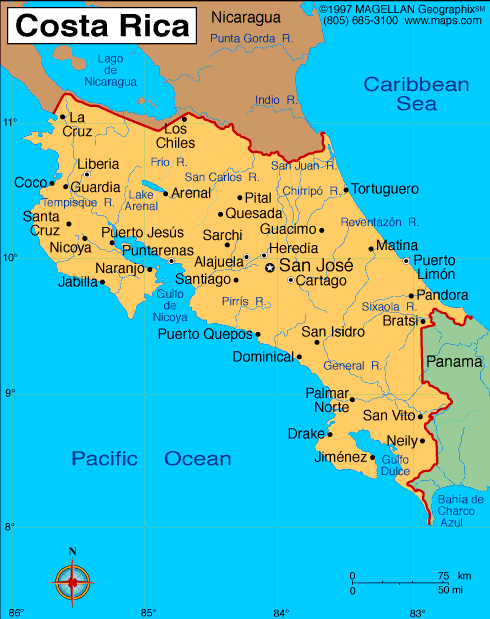 Costa Rica
©1997 MAGELLAN Geographix℠
(805) 685-3100 www.maps.com
Nicaragua
Punta Gorda R.
Lago de
Nicaragua
Caribbean
Sea
Indio R.
11°
La
Cruz
Los
Chiles
Liberia
Frio R.
San Juan R.
San Carlos R.
Coco
Guardia
Lake
Arenal
Arenal
Pital
Chirripó R.
Tortuguero
Tempisque R.
Quesada
Santa
Cruz
Puerto Jesús
Sarchi
Guacimo
Reventazón R.
Nicoya
Puntarenas
Heredia
Matina
10°
Alajuela
San José
Puerto
Limón
Naranjo
Jabilla
Santiago
Cartago
Golfo
de
Nicoya
Pirrís R.
Pandora
Sixaola R.
Bratsi
Puerto Quepos
San Isidro
Dominical
General R.
Panama
9°
Palmar
Norte
San Vito
Drake
Neily
Jiménez
Gulfo
Dulce
Pacific Ocean
Bahía de
Charco
Azul
8°
N
0 75 km
0 50 mi
86° 85° 84° 83°